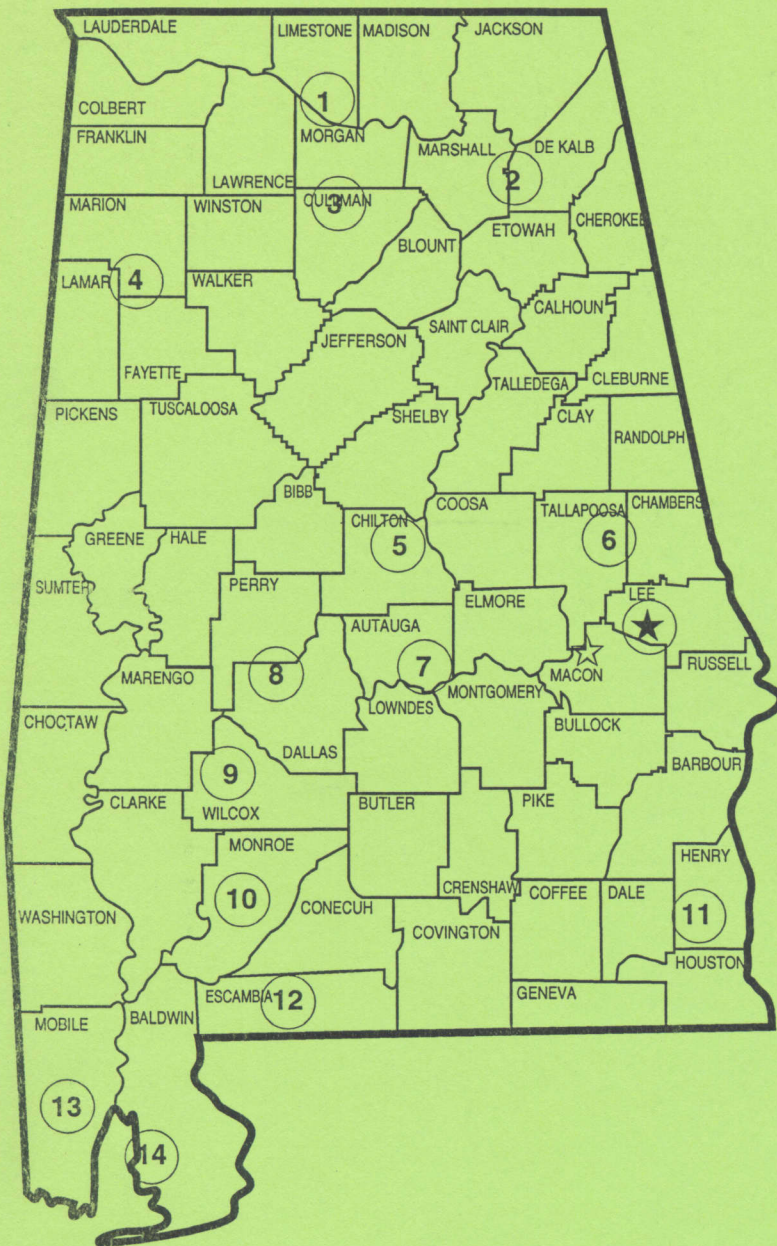 LAUDERDALE
LIMESTONE
MADISON
JACKSON
COLBERT
1
FRANKLIN
MORGAN
MARSHALL
DE KALB
LAWRENCE
2
MARION
WINSTON
CULLMAN
3
CHEROKEE
ETOWAH
BLOUNT
LAMAR
4
WALKER
CALHOUN
SAINT CLAIR
JEFFERSON
FAYETTE
TALLEDEGA
CLEBURNE
PICKENS
TUSCALOOSA
SHELBY
CLAY
RANDOLPH
BIBB
COOSA
CHAMBERS
TALLAPOOSA
CHILTON
GREENE
HALE
5
6
SUMTER
PERRY
ELMORE
LEE
AUTAUGA
MARENGO
8
7
MACON
RUSSELL
MONTGOMERY
LOWNDES
CHOCTAW
BULLOCK
DALLAS
BARBOUR
9
CLARKE
WILCOX
BUTLER
PIKE
MONROE
HENRY
10
CONECUH
CRENSHAW
COFFEE
DALE
WASHINGTON
11
COVINGTON
HOUSTON
ESCAMBIA
12
GENEVA
MOBILE
BALDWIN
13
14